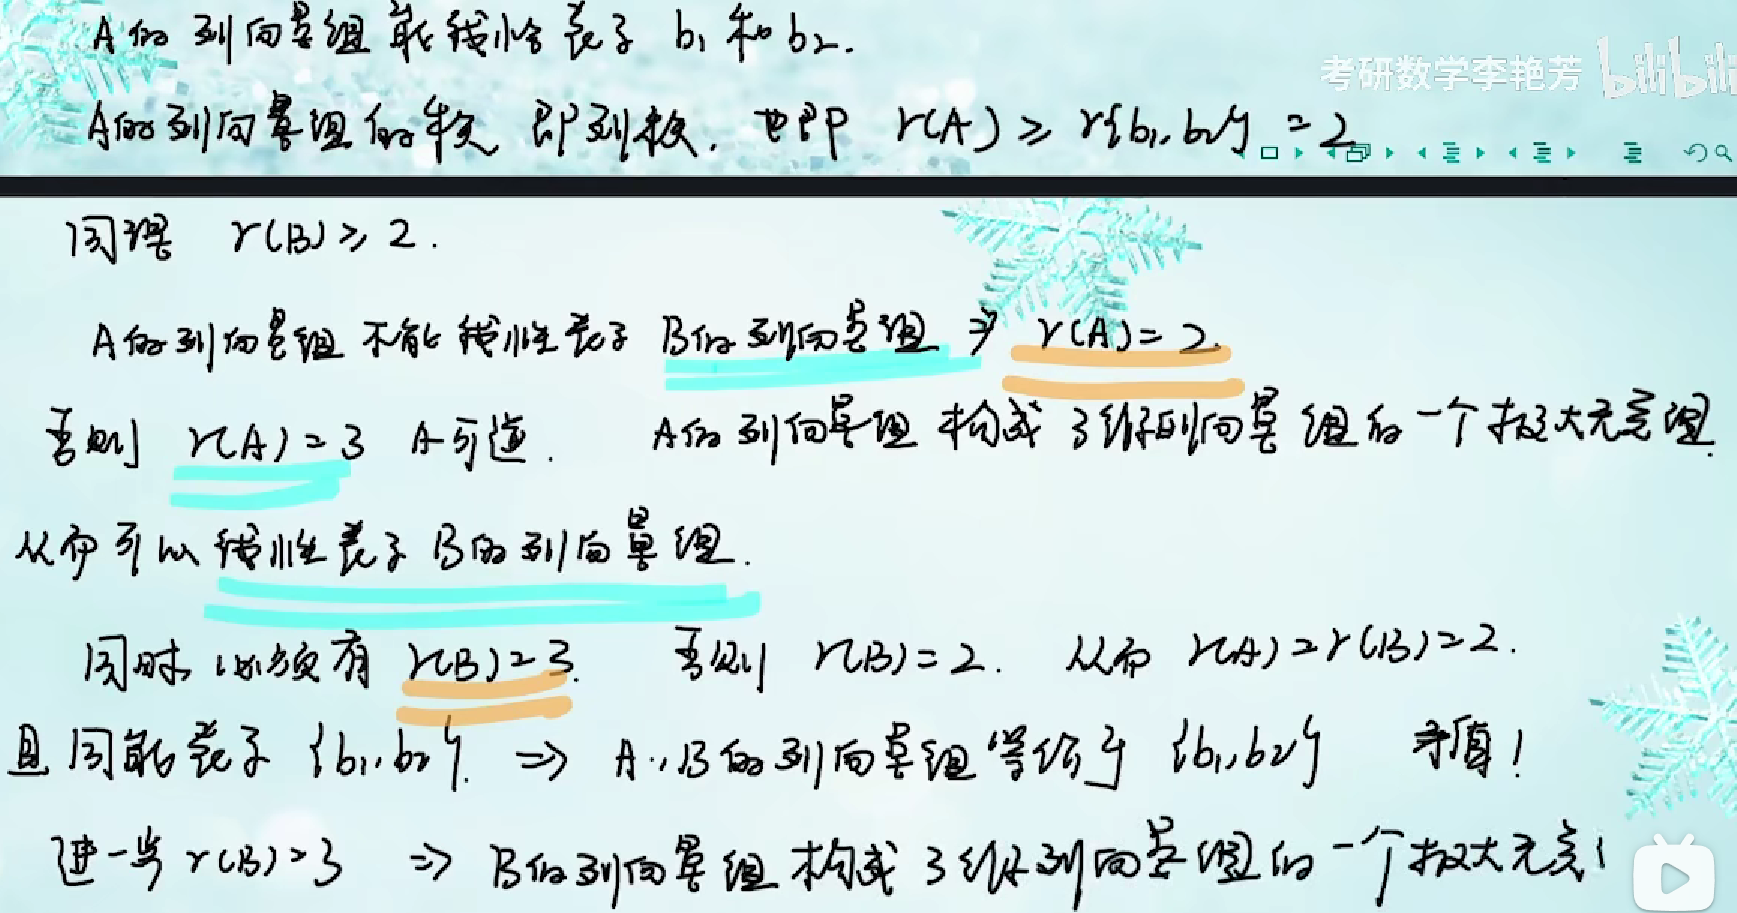 A的列向量组能线性表示 b₁ 和 b₂.
考研数学李艳芳 bilibili
A的列向量组的秩 即列秩. 也即 r(A) ≥ r{b₁,b₂} = 2
同理 r(B) ≥ 2.
A的列向量组不能线性表示 B的列向量组 ⇒ r(A) = 2.
否则 r(A) = 3 A可逆. A的列向量组构成3维列向量组的一个极大无关组.
从而可以线性表示B的列向量组.
同时必须有 r(B) = 3. 否则 r(B) = 2. 从而 r(A) = r(B) = 2.
且同能表示 {b₁,b₂}. ⇒ A,B的列向量组等价于 {b₁,b₂} 矛盾!
进一步 r(B) = 3 ⇒ B的列向量组构成3维列向量组的一个极大无关